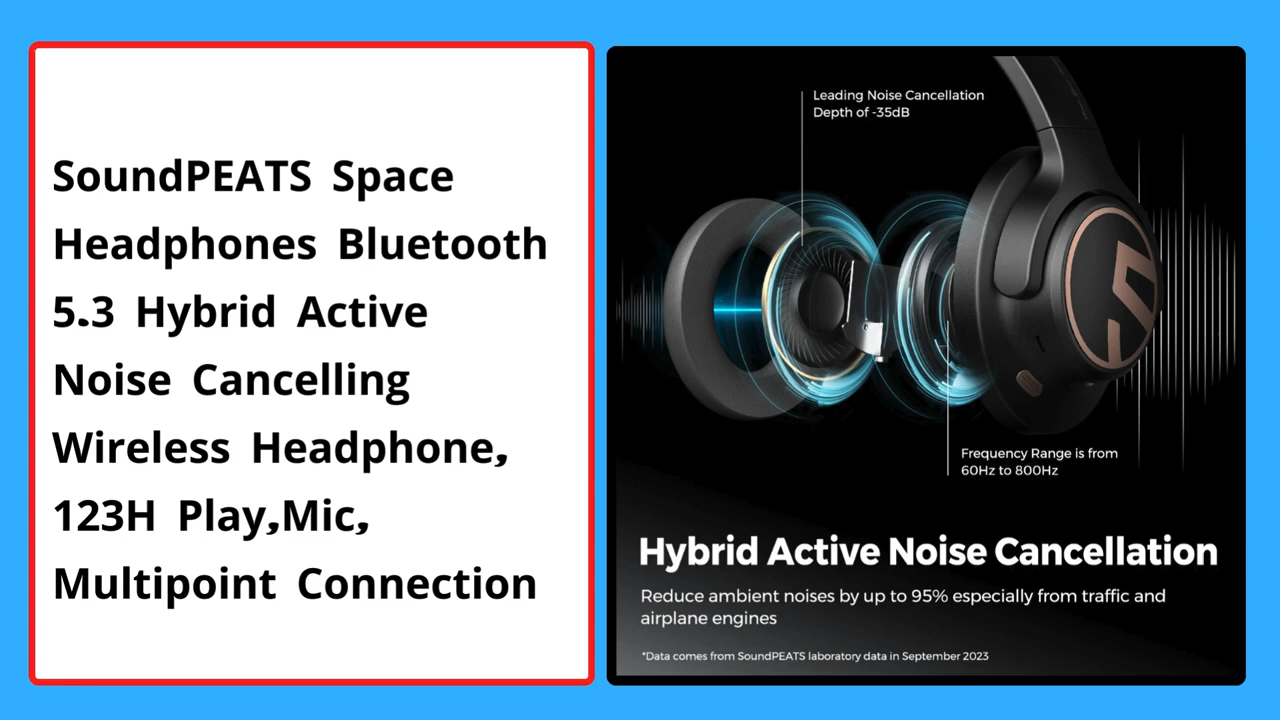 SoundPEATS Space
Headphones Bluetooth
5.3 Hybrid Active
Noise Cancelling
Wireless Headphone,
123H Play,Mic,
Multipoint Connection
Leading Noise Cancellation
Depth of -35dB
Frequency Range is from
60Hz to 800Hz
Hybrid Active Noise Cancellation
Reduce ambient noises by up to 95% especially from traffic and
airplane engines
*Data comes from SoundPEATS laboratory data in September 2023